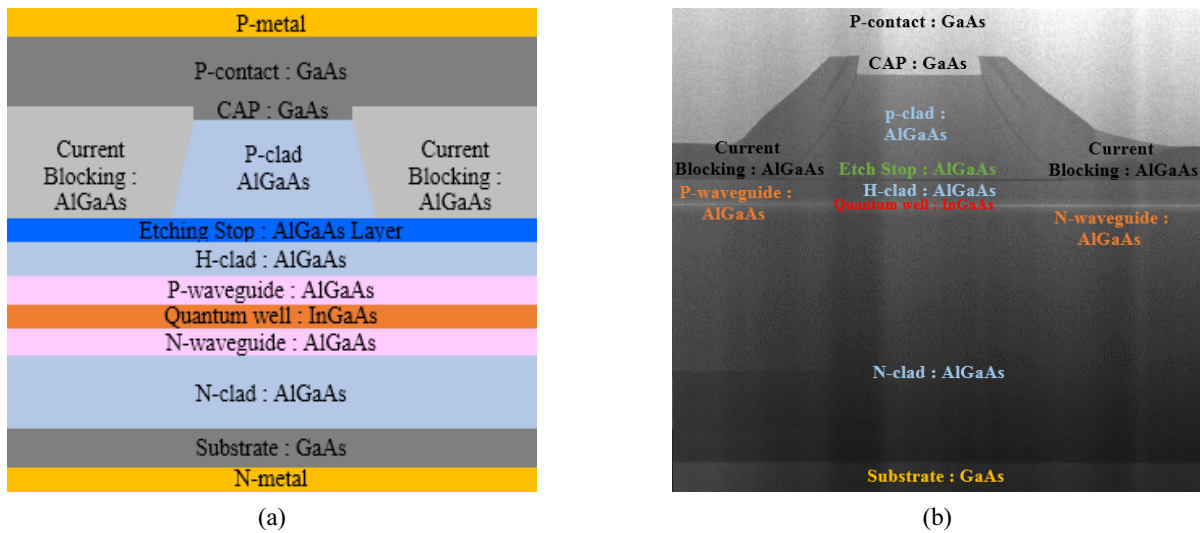 P-metal
P-contact : GaAs
CAP : GaAs
Current
Blocking :
AlGaAs
P-clad
AlGaAs
Current
Blocking :
AlGaAs
Etching Stop : AlGaAs Layer
H-clad : AlGaAs
P-waveguide : AlGaAs
Quantum well : InGaAs
N-waveguide : AlGaAs
N-clad : AlGaAs
Substrate : GaAs
N-metal
(a)
P-contact : GaAs
CAP : GaAs
p-clad :
AlGaAs
Current
Blocking : AlGaAs
Etch Stop : AlGaAs
Current
Blocking : AlGaAs
P-waveguide :
AlGaAs
H-clad : AlGaAs
Quantum well : InGaAs
N-waveguide :
AlGaAs
N-clad : AlGaAs
Substrate : GaAs
(b)